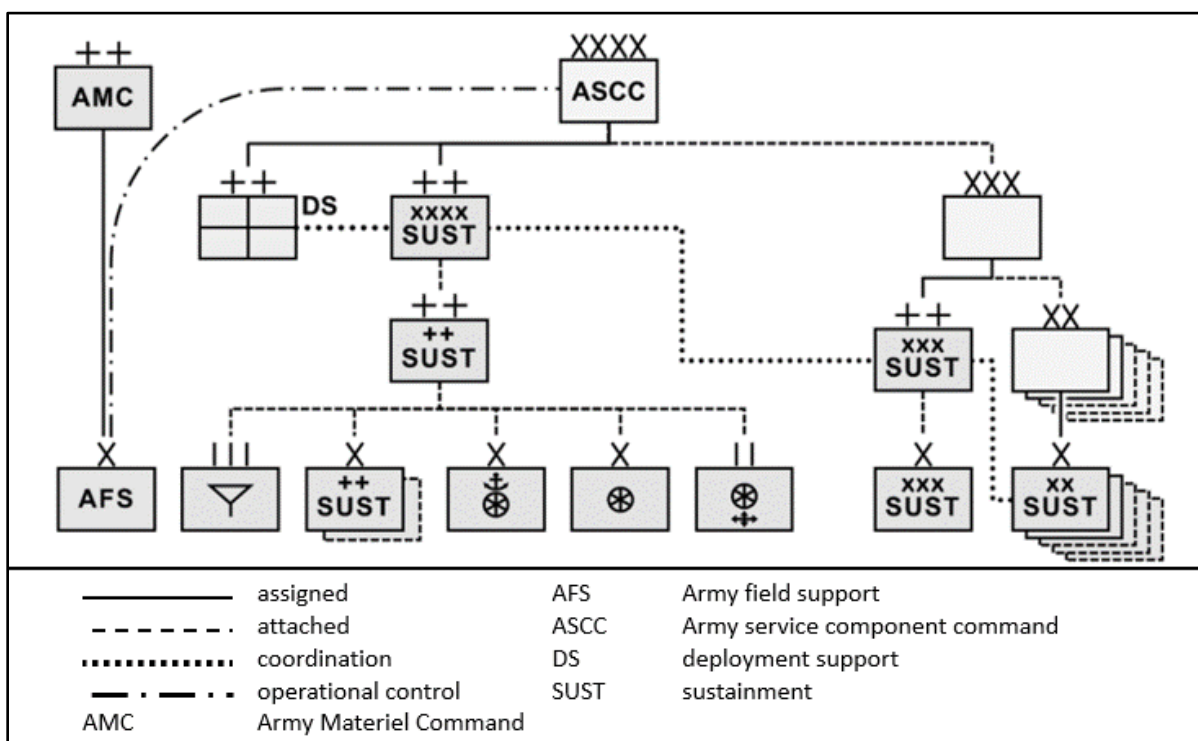 ++
XXXX
AMC
ASCC
++
++
XXX
DS
xxxx
SUST
++
++
XX
++
SUST
xxx
SUST
X
III
X
X
X
II
X
X
AFS
++
SUST
xxx
SUST
xx
SUST
assigned
AFS
Army field support
attached
ASCC
Army service component command
coordination
DS
deployment support
operational control
SUST
sustainment
AMC
Army Materiel Command